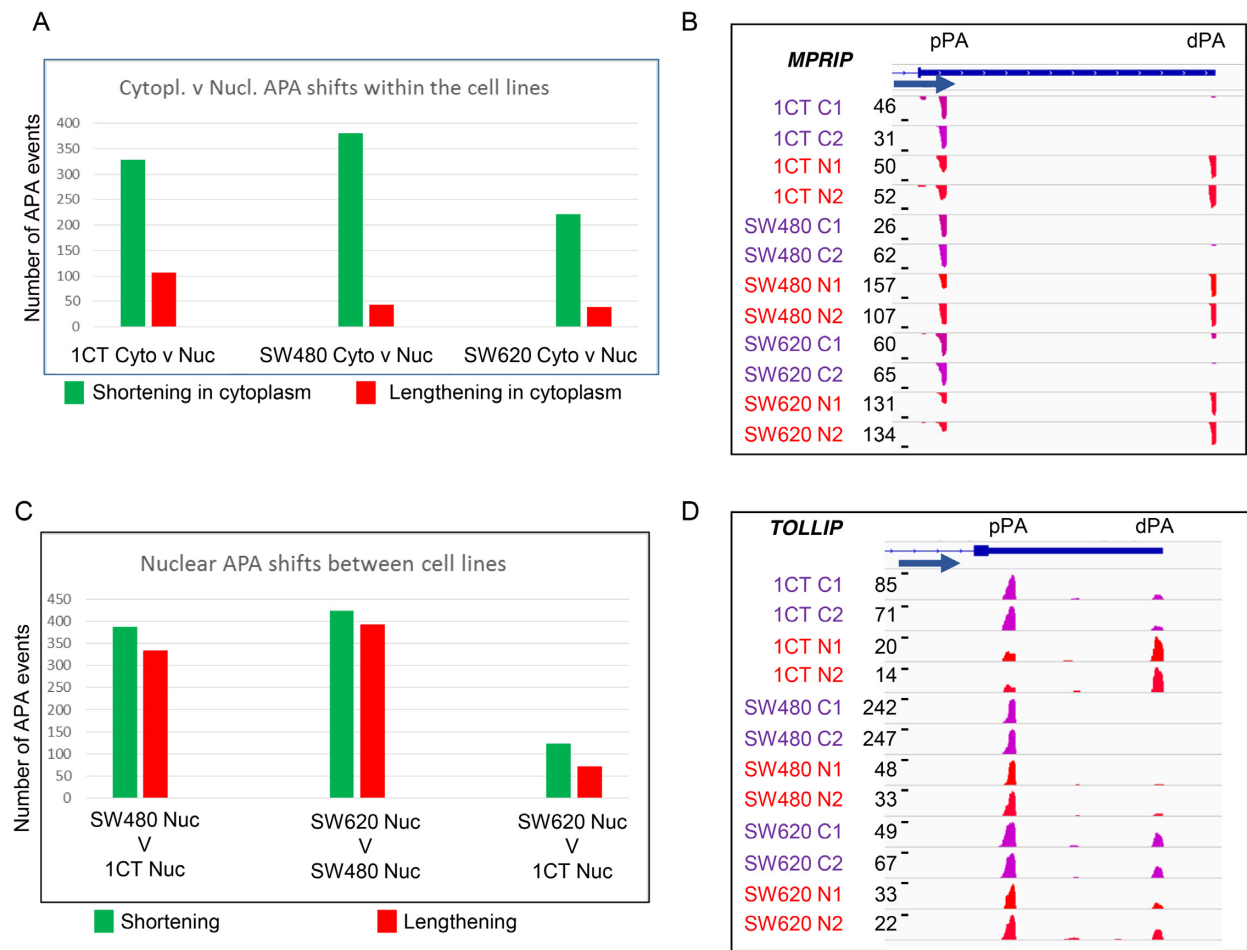 A
Cytopl. v Nucl. APA shifts within the cell lines
Number of APA events
400
350
300
250
200
150
100
50
0
1CT Cyto v Nuc
SW480 Cyto v Nuc
SW620 Cyto v Nuc
Shortening in cytoplasm
Lengthening in cytoplasm
B
pPA
dPA
MPRIP
1CT C1 46
1CT C2 31
1CT N1 50
1CT N2 52
SW480 C1 26
SW480 C2 62
SW480 N1 157
SW480 N2 107
SW620 C1 60
SW620 C2 65
SW620 N1 131
SW620 N2 134
C
Nuclear APA shifts between cell lines
Number of APA events
450
400
350
300
250
200
150
100
50
0
SW480 Nuc
V
1CT Nuc
SW620 Nuc
V
SW480 Nuc
SW620 Nuc
V
1CT Nuc
Shortening
Lengthening
D
TOLLIP
pPA
dPA
1CT C1 85
1CT C2 71
1CT N1 20
1CT N2 14
SW480 C1 242
SW480 C2 247
SW480 N1 48
SW480 N2 33
SW620 C1 49
SW620 C2 67
SW620 N1 33
SW620 N2 22